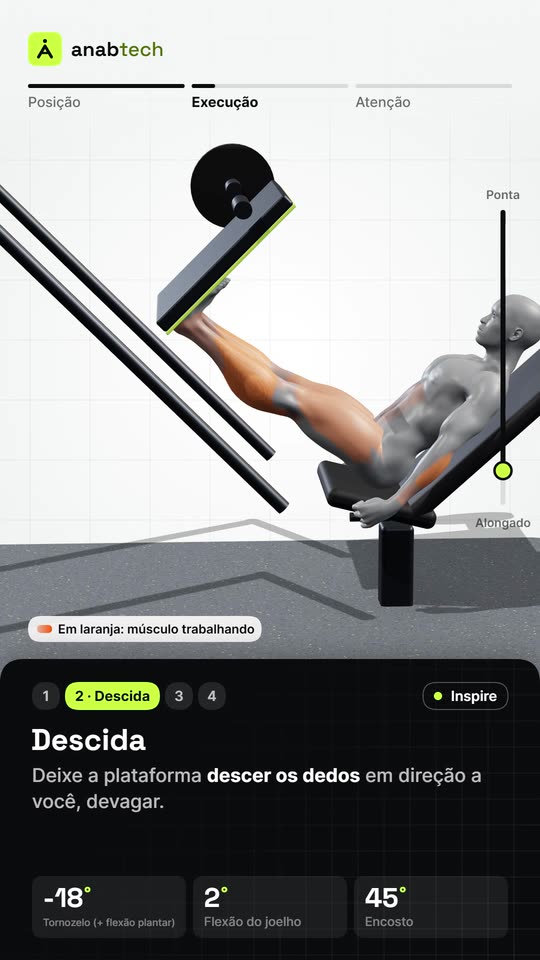 anabtech
Posição Execução Atenção
Ponta
Alongado
Em laranja: músculo trabalhando
1 2 · Descida 3 4 Inspire
Descida
Deixe a plataforma descer os dedos em direção a
você, devagar.
-18° 2° 45°
Tornozelo (+ flexão plantar) Flexão do joelho Encosto